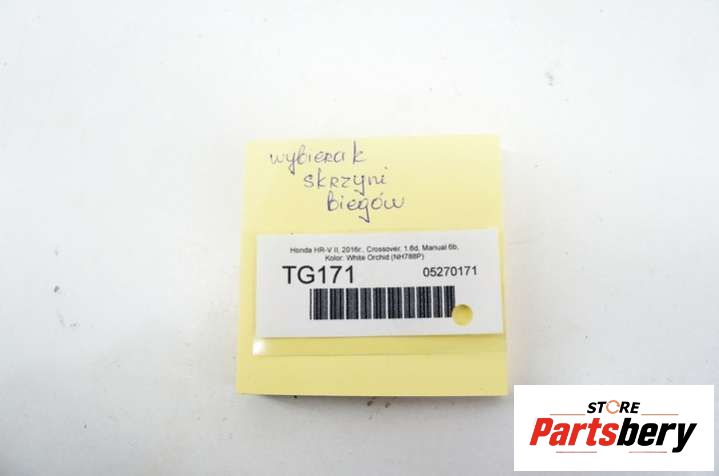 wybierak
skrzyni
biegów
Honda HR-V II, 2016r., Crossover, 1.6d, Manual 6b,
Kolor: White Orchid (NH788P)
TG171 05270171
STORE
Partsbery